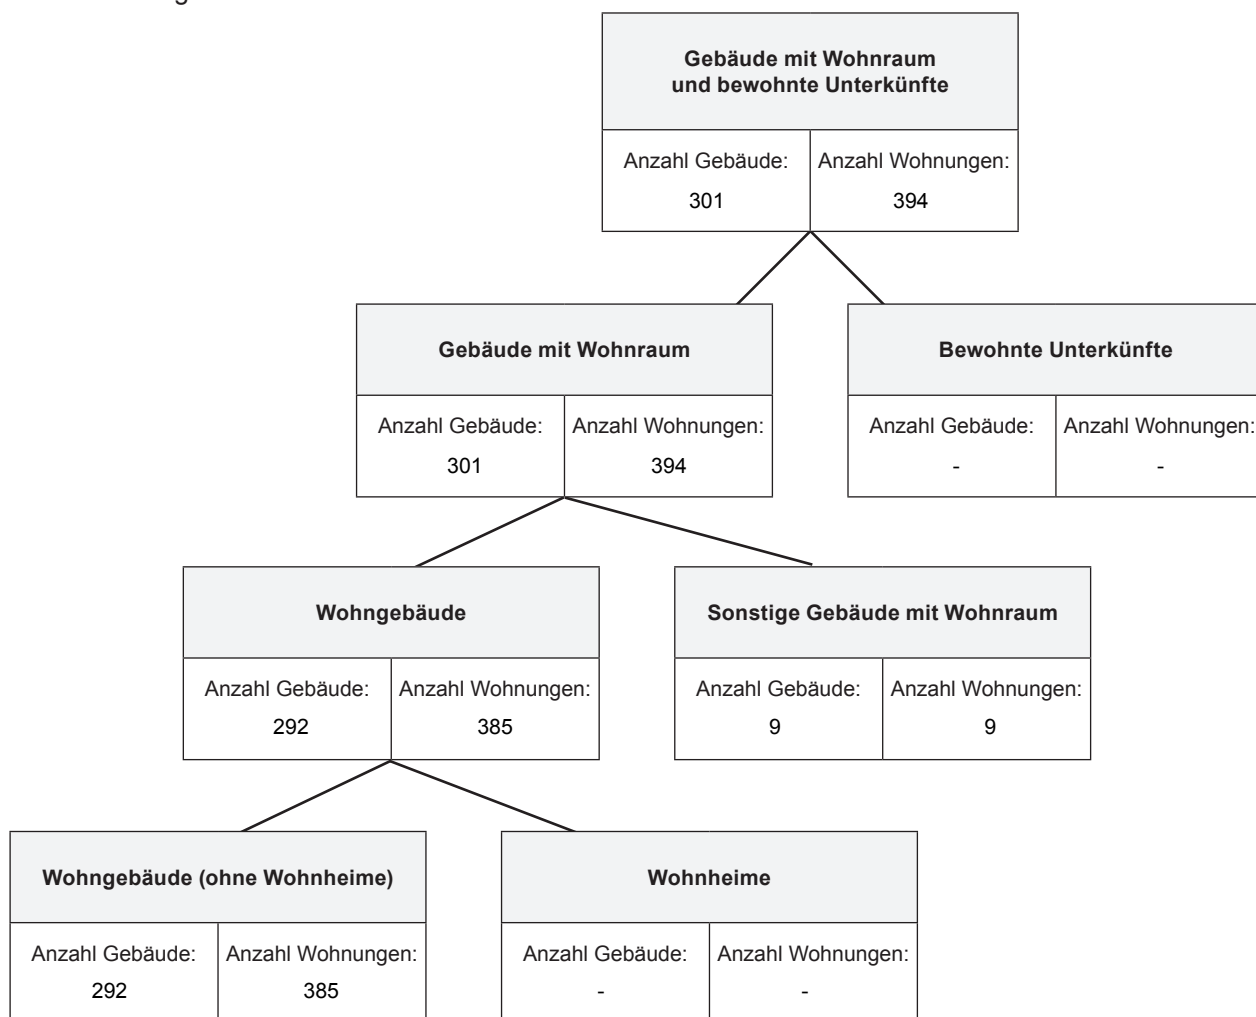 Gebäude mit Wohnraum
und bewohnte Unterkünfte
Anzahl Gebäude: Anzahl Wohnungen:
301 394
Gebäude mit Wohnraum Bewohnte Unterkünfte
Anzahl Gebäude: Anzahl Wohnungen: Anzahl Gebäude: Anzahl Wohnungen:
301 394 - -
Wohngebäude Sonstige Gebäude mit Wohnraum
Anzahl Gebäude: Anzahl Wohnungen: Anzahl Gebäude: Anzahl Wohnungen:
292 385 9 9
Wohngebäude (ohne Wohnheime) Wohnheime
Anzahl Gebäude: Anzahl Wohnungen: Anzahl Gebäude: Anzahl Wohnungen:
292 385 - -